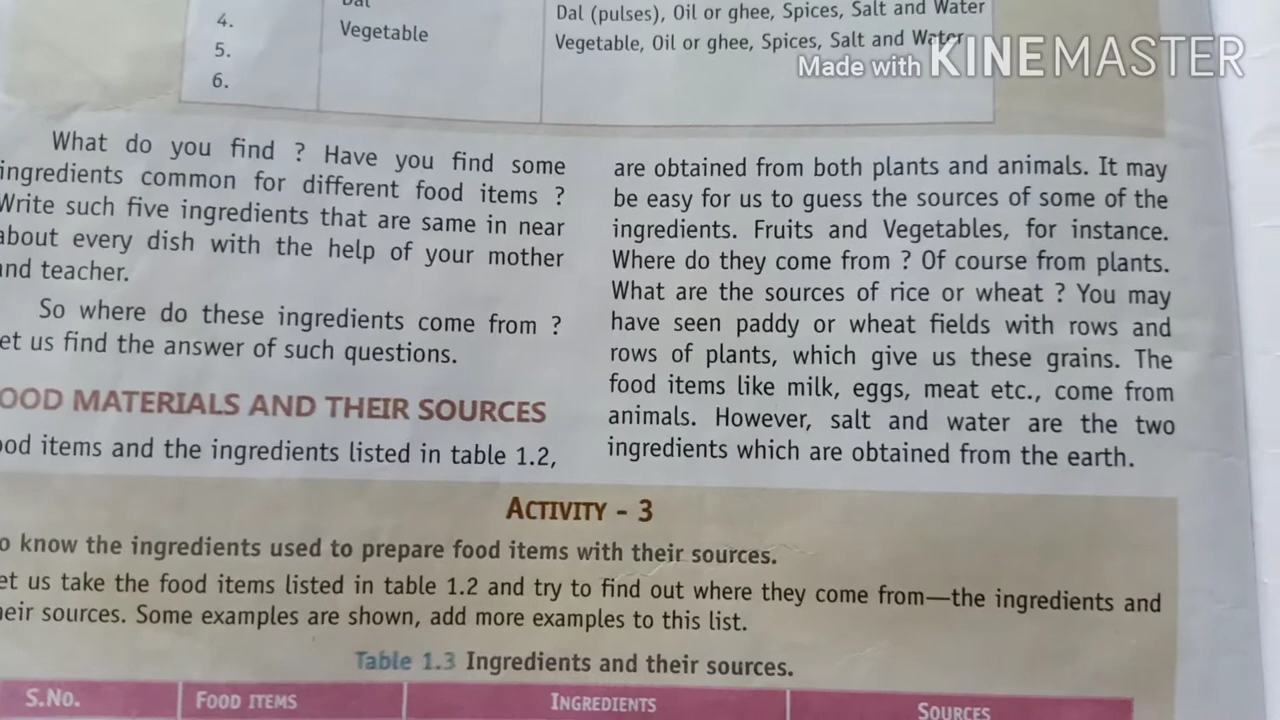 4.
Dal
Dal (pulses), Oil or ghee, Spices, Salt and Water
5.
Vegetable
Vegetable, Oil or ghee, Spices, Salt and Water
6.
Made with KINEMASTER
What do you find ? Have you find some
ingredients common for different food items ?
Write such five ingredients that are same in near
about every dish with the help of your mother
and teacher.
So where do these ingredients come from ?
et us find the answer of such questions.
OOD MATERIALS AND THEIR SOURCES
ood items and the ingredients listed in table 1.2,
are obtained from both plants and animals. It may
be easy for us to guess the sources of some of the
ingredients. Fruits and Vegetables, for instance.
Where do they come from ? Of course from plants.
What are the sources of rice or wheat ? You may
have seen paddy or wheat fields with rows and
rows of plants, which give us these grains. The
food items like milk, eggs, meat etc., come from
animals. However, salt and water are the two
ingredients which are obtained from the earth.
ACTIVITY - 3
o know the ingredients used to prepare food items with their sources.
et us take the food items listed in table 1.2 and try to find out where they come from—the ingredients and
heir sources. Some examples are shown, add more examples to this list.
Table 1.3 Ingredients and their sources.
S.No.
FOOD ITEMS
INGREDIENTS
SOURCES